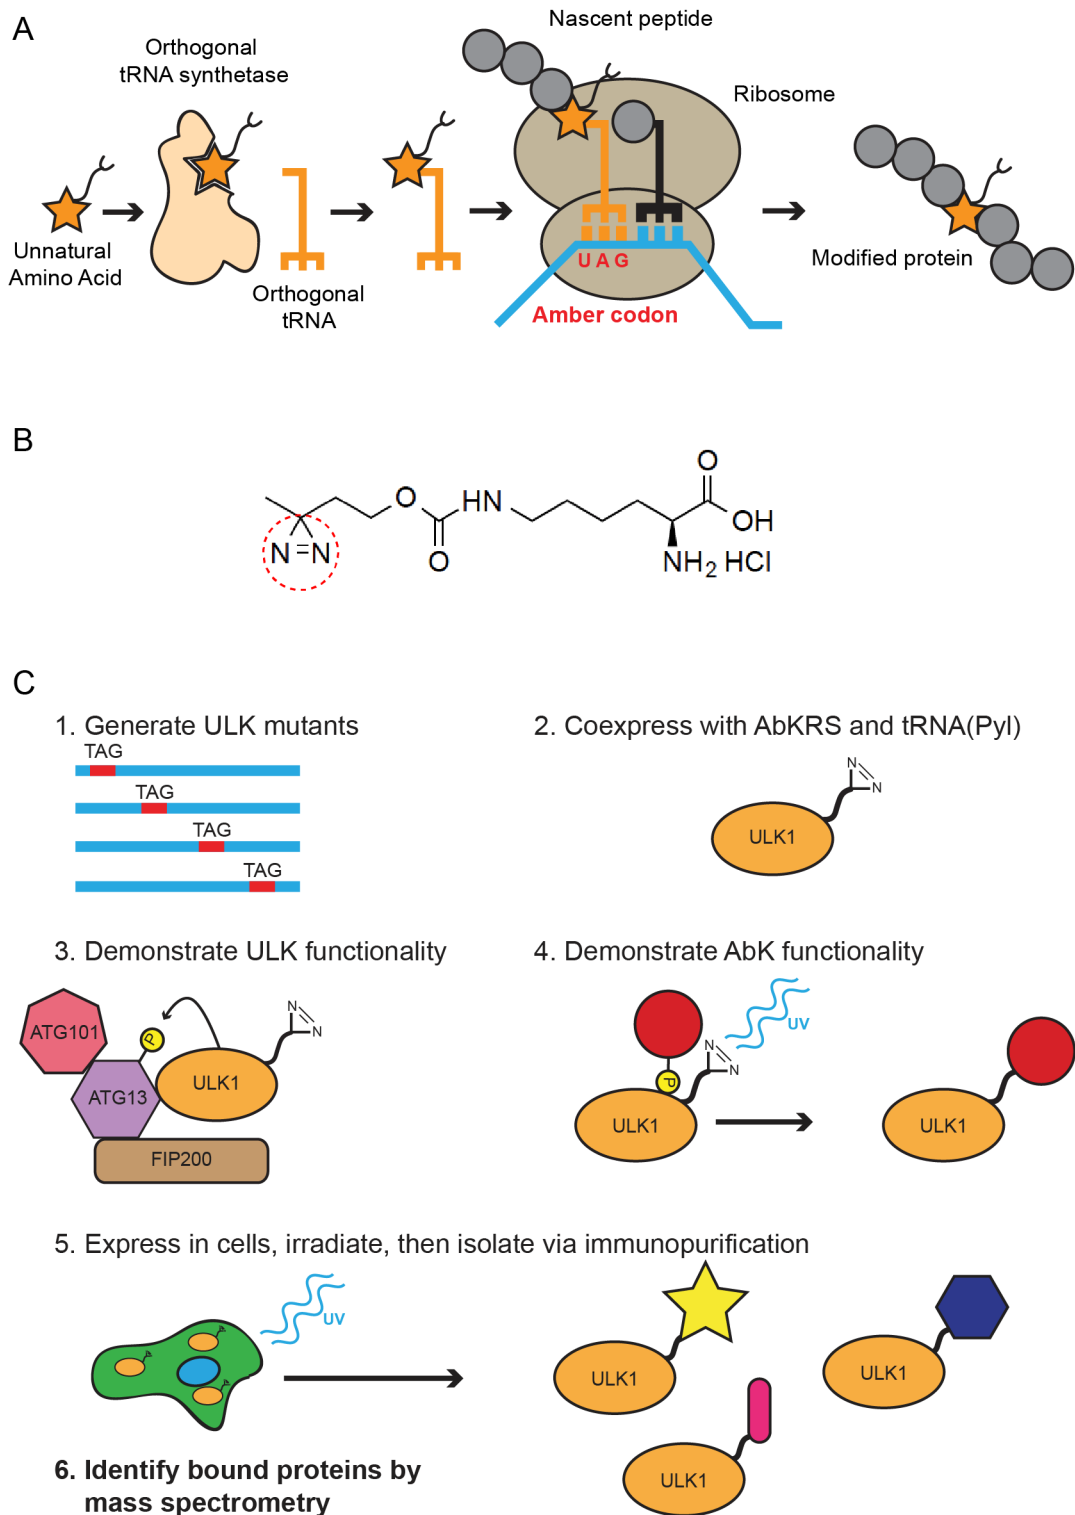 A
Orthogonal
tRNA synthetase
Nascent peptide
Ribosome
Unnatural
Amino Acid
Orthogonal
tRNA
U A G
Amber codon
Modified protein
B
O
O
HN
OH
N=N
O
NH2 HCl
C
1. Generate ULK mutants
TAG
TAG
TAG
TAG
2. Coexpress with AbKRS and tRNA(Pyl)
N
N
ULK1
3. Demonstrate ULK functionality
ATG101
P
N
N
ULK1
ATG13
FIP200
4. Demonstrate AbK functionality
UV
N
N
P
ULK1
ULK1
5. Express in cells, irradiate, then isolate via immunopurification
UV
ULK1
ULK1
ULK1
6. Identify bound proteins by
mass spectrometry